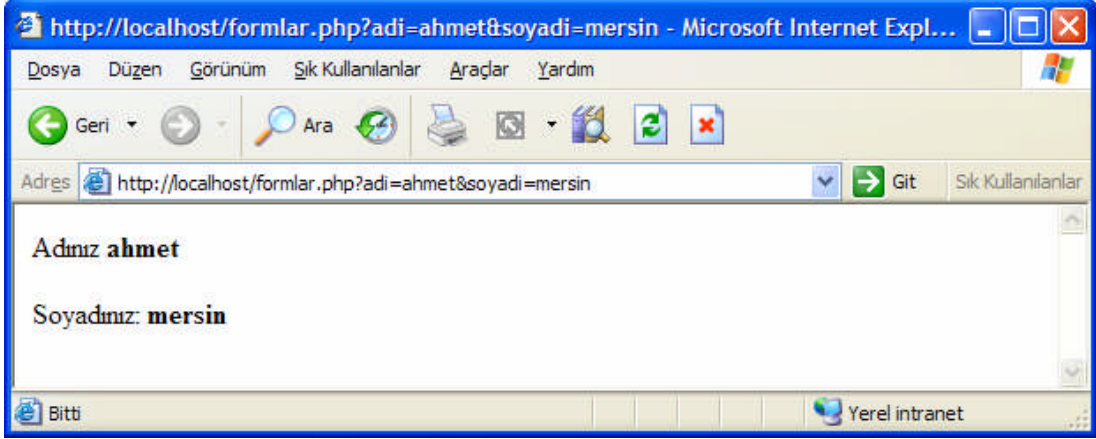 http://localhost/formlar.php?adi=ahmet&soyadi=mersin - Microsoft Internet Expl...
Dosya Düzen Görünüm Sık Kullanılanlar Araçlar Yardım
Geri Ara
Adres http://localhost/formlar.php?adi=ahmet&soyadi=mersin Git Sık Kullanılanlar
Adınız ahmet
Soyadınız: mersin
Bitti Yerel intranet